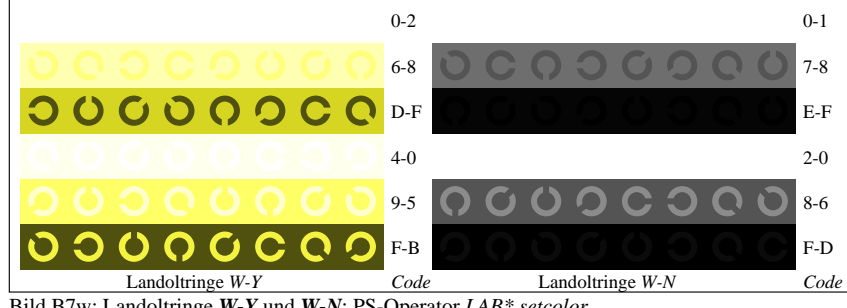 0-2 0-1
6-8 7-8
D-F E-F
4-0 2-0
9-5 8-6
F-B F-D
Landoltringe W-Y Code Landoltringe W-N Code
Bild B7w: Landoltringe W-Y und W-N; PS-Operator LAB* setcolor